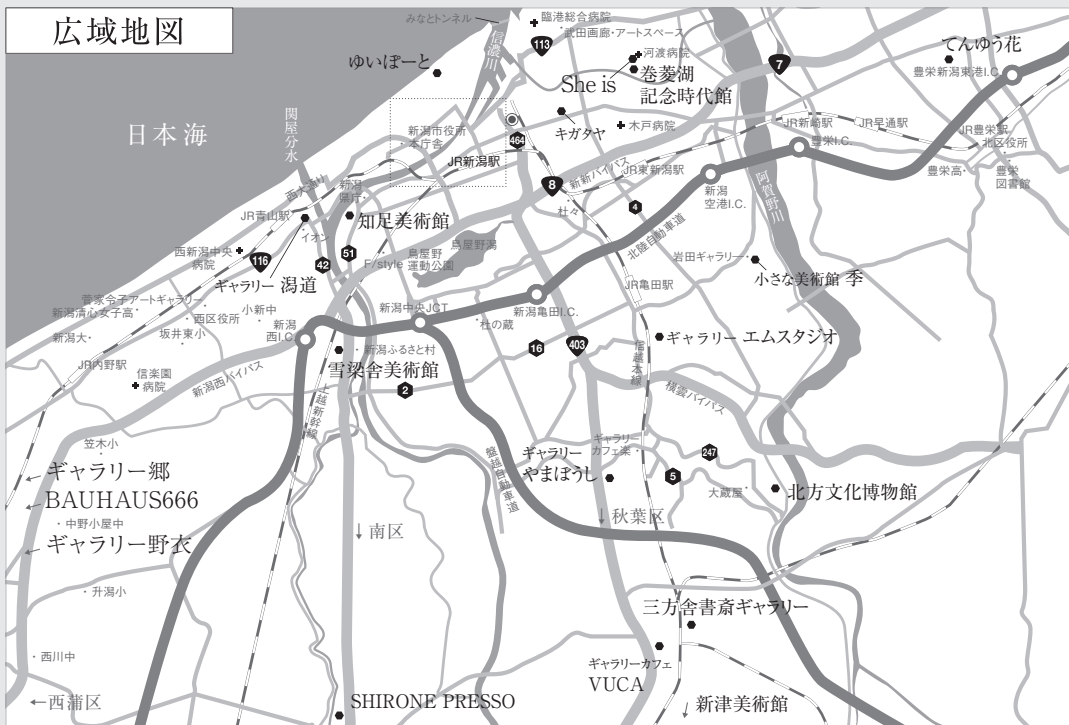 広域地図
みなとトンネル
臨港総合病院
武田画廊・アートスペース
113
信濃川
河渡病院
ゆいぽーと
She is
巻菱湖
記念時代館
7
てんゆう花
豊栄新潟東港I.C.
日本海
関屋分水
新潟市役所
本庁舎
キガタヤ
木戸病院
464
JR新潟駅
JR新崎駅
JR早通駅
JR豊栄駅
北区役所
豊栄I.C.
豊栄高
豊栄
図書館
西大通り
新潟
県庁
8
新新バイパス
JR東新潟駅
新潟
空港I.C.
阿賀野川
杜々
4
JR青山駅
イオン
知足美術館
北陸自動車道
西新潟中央
病院
116
42
51
F/style
鳥屋野
運動公園
鳥屋野潟
岩田ギャラリー
小さな美術館 季
ギャラリー 潟道
JR亀田駅
菅家令子アートギャラリー
新潟清心女子高
西区役所
小新中
新潟
西I.C.
新潟中央JCT
新潟亀田I.C.
杜の蔵
新潟大
坂井東小
ギャラリー エムスタジオ
JR内野駅
信楽園
病院
新潟西バイパス
新潟ふるさと村
雪梁舎美術館
16
403
信越本線
2
上越新幹線
横雲バイパス
笠木小
ギャラリー郷
BAUHAUS666
中野小屋中
ギャラリー野衣
磐越自動車道
ギャラリー
やまぼうし
ギャラリー
カフェ楽
247
5
大蔵屋
北方文化博物館
↓南区
↓秋葉区
升潟小
三方舎書斎ギャラリー
西川中
ギャラリーカフェ
VUCA
←西蒲区
SHIRONE PRESSO
↓新津美術館